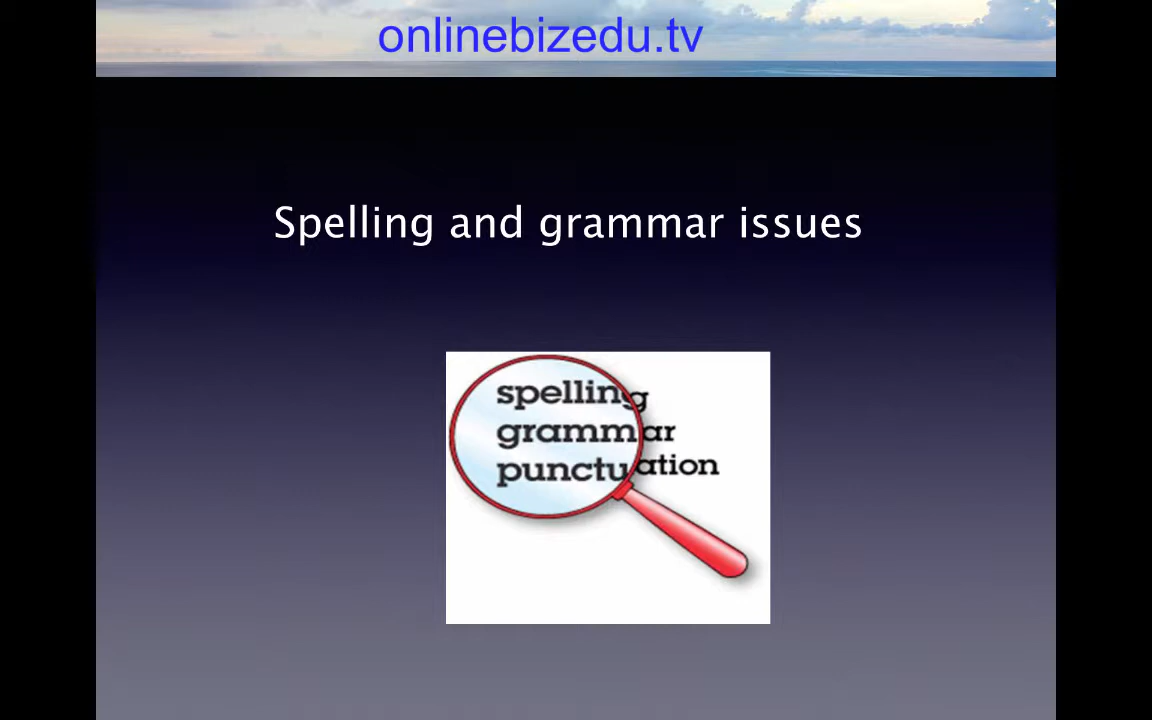 onlinebizedu.tv
Spelling and grammar issues
spelling
grammar
punctuation